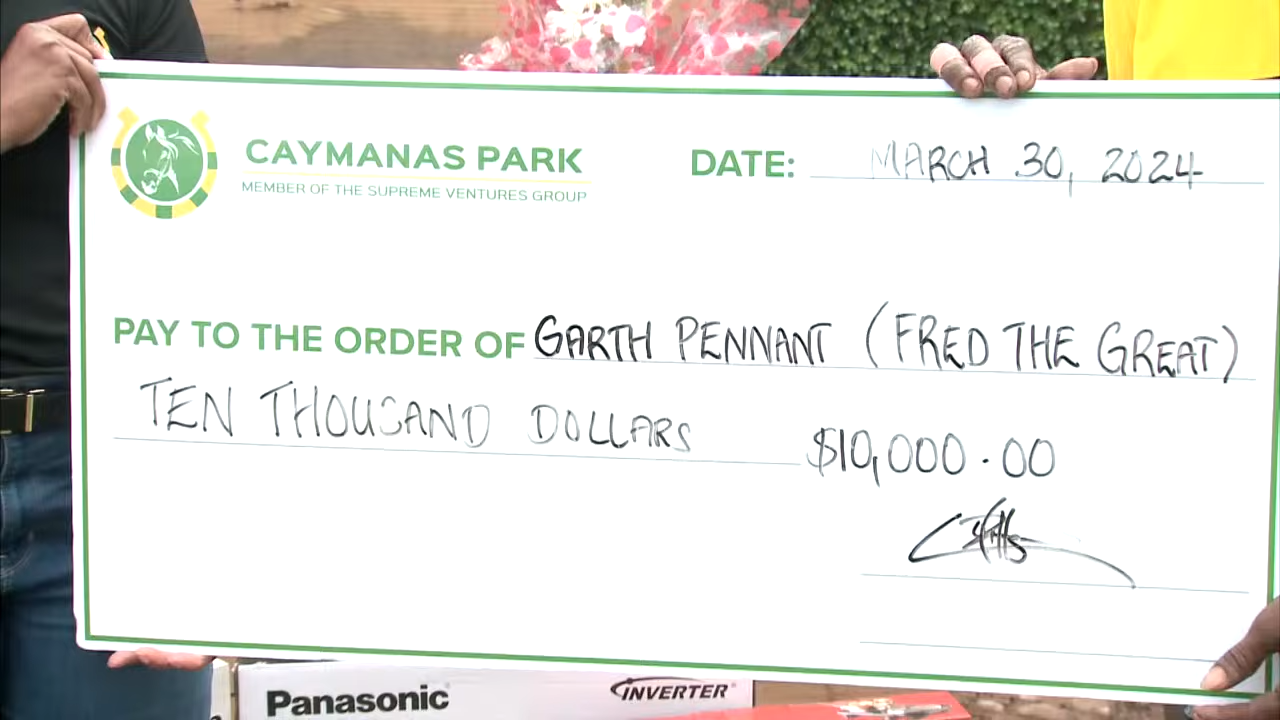 CAYMANAS PARK
MEMBER OF THE SUPREME VENTURES GROUP
DATE: MARCH 30, 2024
PAY TO THE ORDER OF GARTH PENNANT (FRED THE GREAT)
TEN THOUSAND DOLLARS $10,000.00
Panasonic INVERTER